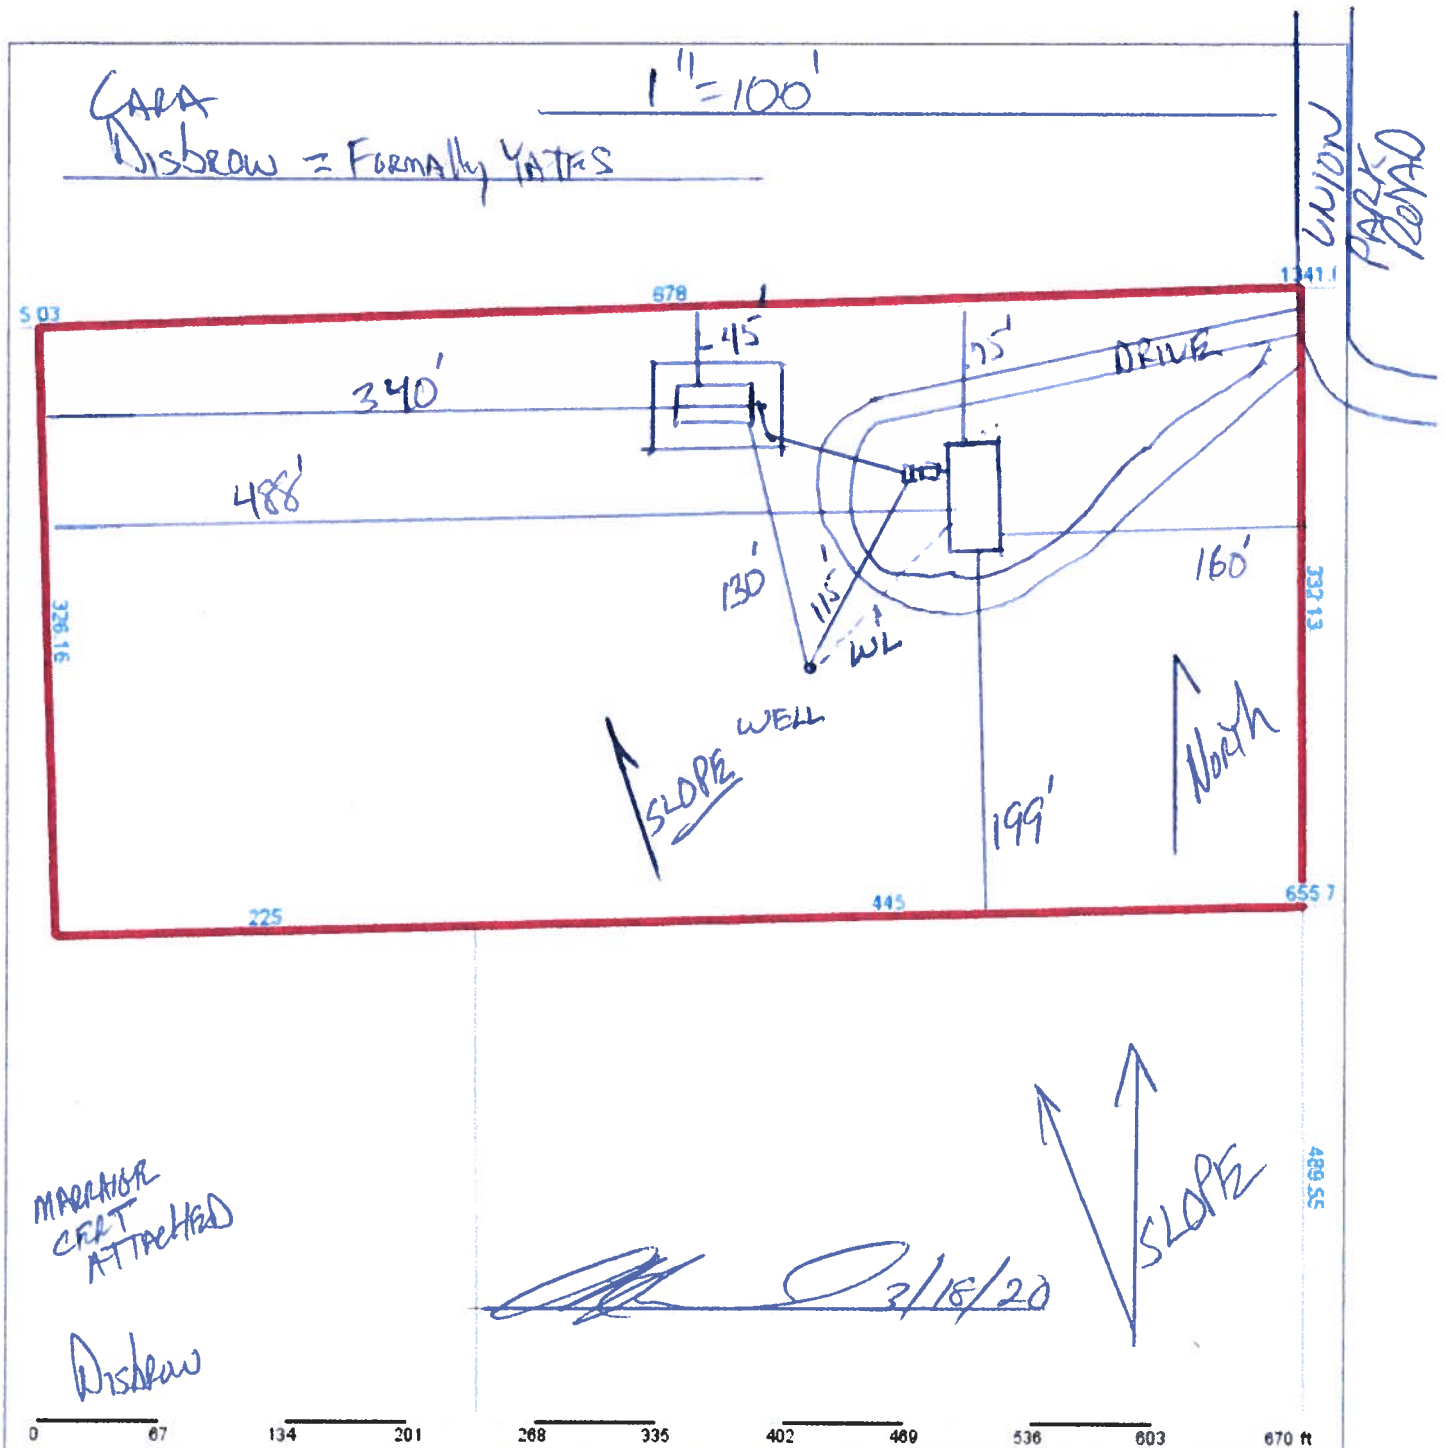 CARA
1"=100'
DISBROW = FORMAlly YATES
UNION
PARK
ROAD
5 03
678
1341.
45'
75'
DRIVE
340'
488'
130'
115'
WL
160'
326.16
332.13
WELL
SLOPE
NORTH
199'
225
445
655 7
489.55
SLOPE
MARRAIGE
CERT
ATTACHED
3/18/20
DISBROW
0 67 134 201 268 335 402 469 536 603 670 ft